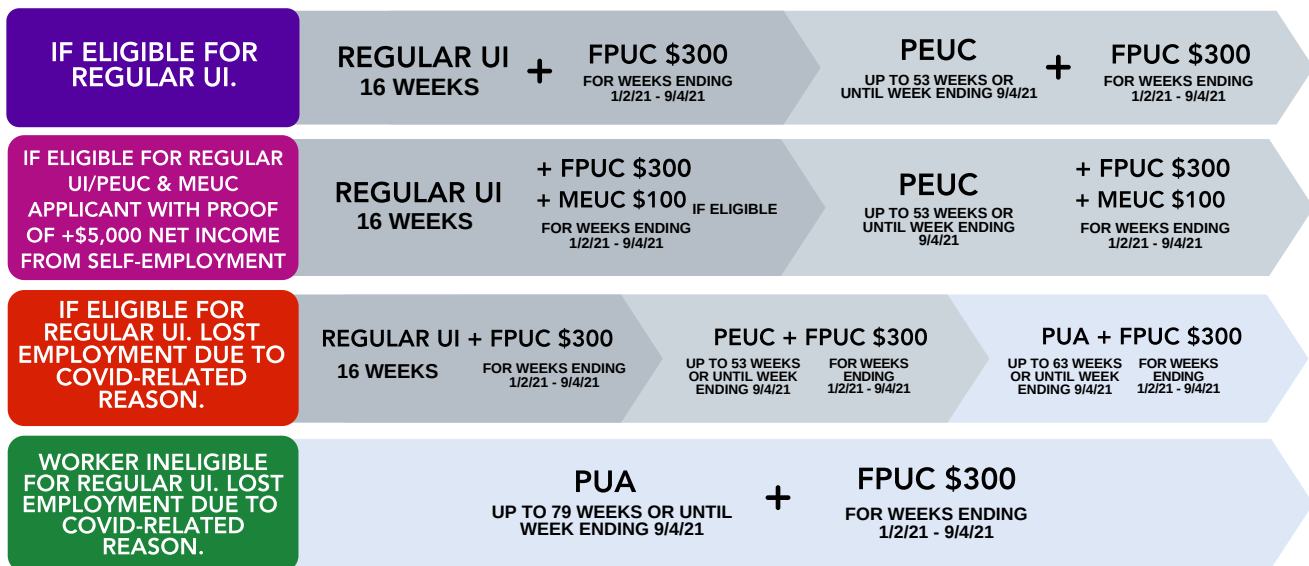 IF ELIGIBLE FOR
REGULAR UI.
REGULAR UI
16 WEEKS
+
FPUC $300
FOR WEEKS ENDING
1/2/21 - 9/4/21
PEUC
UP TO 53 WEEKS OR
UNTIL WEEK ENDING 9/4/21
+
FPUC $300
FOR WEEKS ENDING
1/2/21 - 9/4/21
IF ELIGIBLE FOR REGULAR
UI/PEUC & MEUC
APPLICANT WITH PROOF
OF +$5,000 NET INCOME
FROM SELF-EMPLOYMENT
REGULAR UI
16 WEEKS
+ FPUC $300
+ MEUC $100 IF ELIGIBLE
FOR WEEKS ENDING
1/2/21 - 9/4/21
PEUC
UP TO 53 WEEKS OR
UNTIL WEEK ENDING
9/4/21
+ FPUC $300
+ MEUC $100
FOR WEEKS ENDING
1/2/21 - 9/4/21
IF ELIGIBLE FOR
REGULAR UI. LOST
EMPLOYMENT DUE TO
COVID-RELATED
REASON.
REGULAR UI + FPUC $300
16 WEEKS
FOR WEEKS ENDING
1/2/21 - 9/4/21
PEUC + FPUC $300
UP TO 53 WEEKS
OR UNTIL WEEK
ENDING 9/4/21
FOR WEEKS
ENDING
1/2/21 - 9/4/21
PUA + FPUC $300
UP TO 63 WEEKS
OR UNTIL WEEK
ENDING 9/4/21
FOR WEEKS
ENDING
1/2/21 - 9/4/21
WORKER INELIGIBLE
FOR REGULAR UI. LOST
EMPLOYMENT DUE TO
COVID-RELATED
REASON.
PUA
UP TO 79 WEEKS OR UNTIL
WEEK ENDING 9/4/21
+
FPUC $300
FOR WEEKS ENDING
1/2/21 - 9/4/21